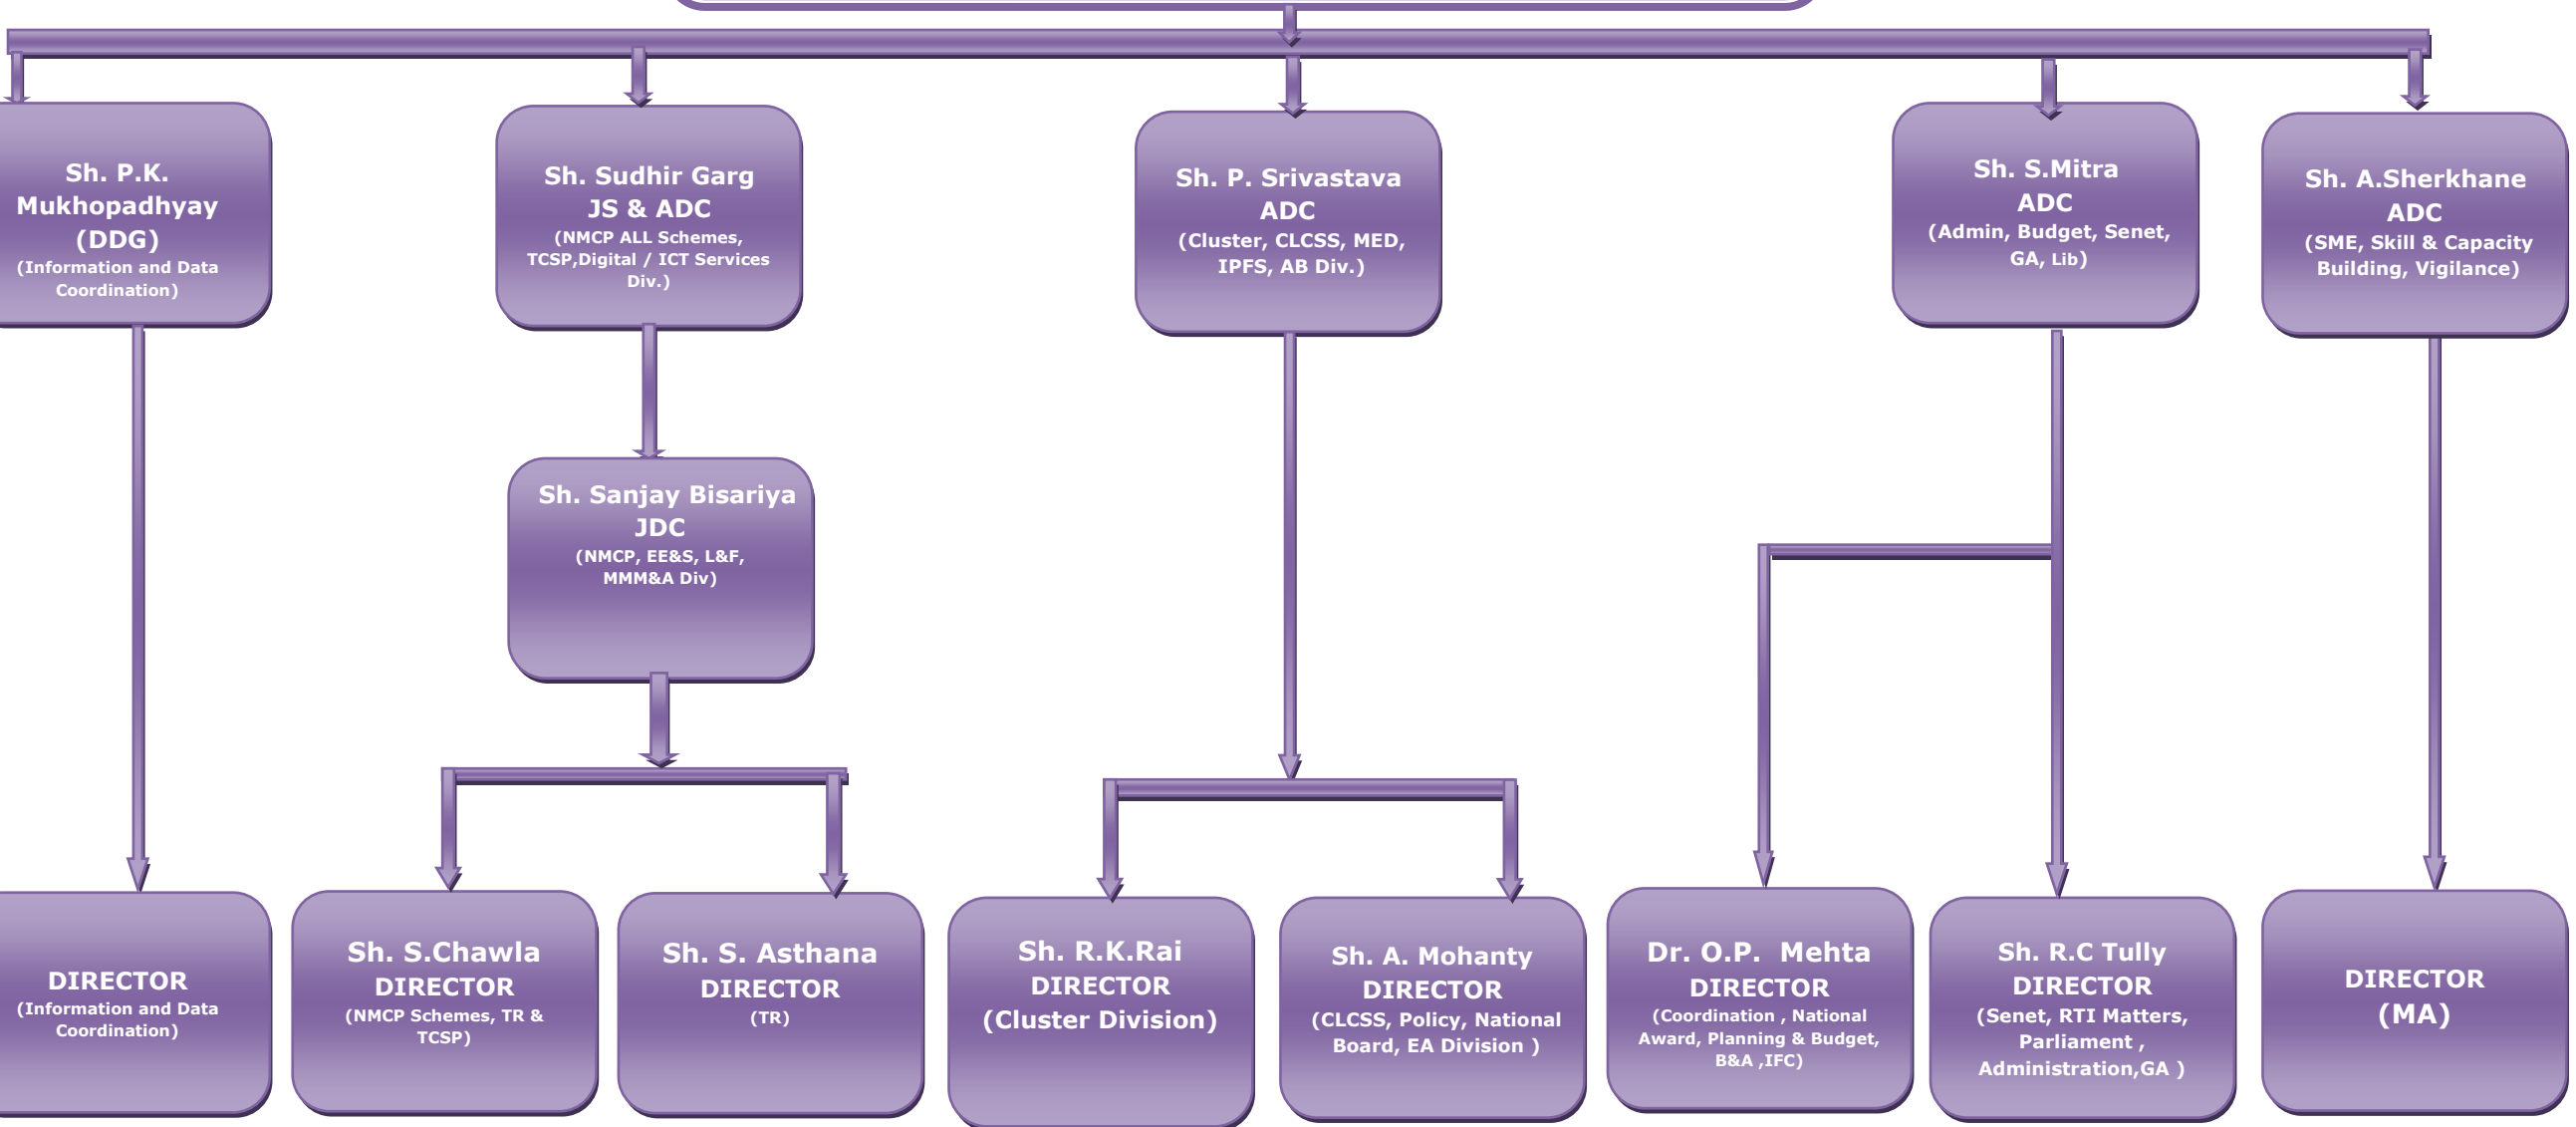 Sh. P.K.
Mukhopadhyay
(DDG)
(Information and Data
Coordination)
Sh. Sudhir Garg
JS & ADC
(NMCP ALL Schemes,
TCSP,Digital / ICT Services
Div.)
Sh. P. Srivastava
ADC
(Cluster, CLCSS, MED,
IPFS, AB Div.)
Sh. S.Mitra
ADC
(Admin, Budget, Senet,
GA, Lib)
Sh. A.Sherkhane
ADC
(SME, Skill & Capacity
Building, Vigilance)
Sh. Sanjay Bisariya
JDC
(NMCP, EE&S, L&F,
MMM&A Div)
DIRECTOR
(Information and Data
Coordination)
Sh. S.Chawla
DIRECTOR
(NMCP Schemes, TR &
TCSP)
Sh. S. Asthana
DIRECTOR
(TR)
Sh. R.K.Rai
DIRECTOR
(Cluster Division)
Sh. A. Mohanty
DIRECTOR
(CLCSS, Policy, National
Board, EA Division )
Dr. O.P.  Mehta
DIRECTOR
(Coordination , National
Award, Planning & Budget,
B&A ,IFC)
Sh. R.C Tully
DIRECTOR
(Senet, RTI Matters,
Parliament ,
Administration,GA )
DIRECTOR
(MA)